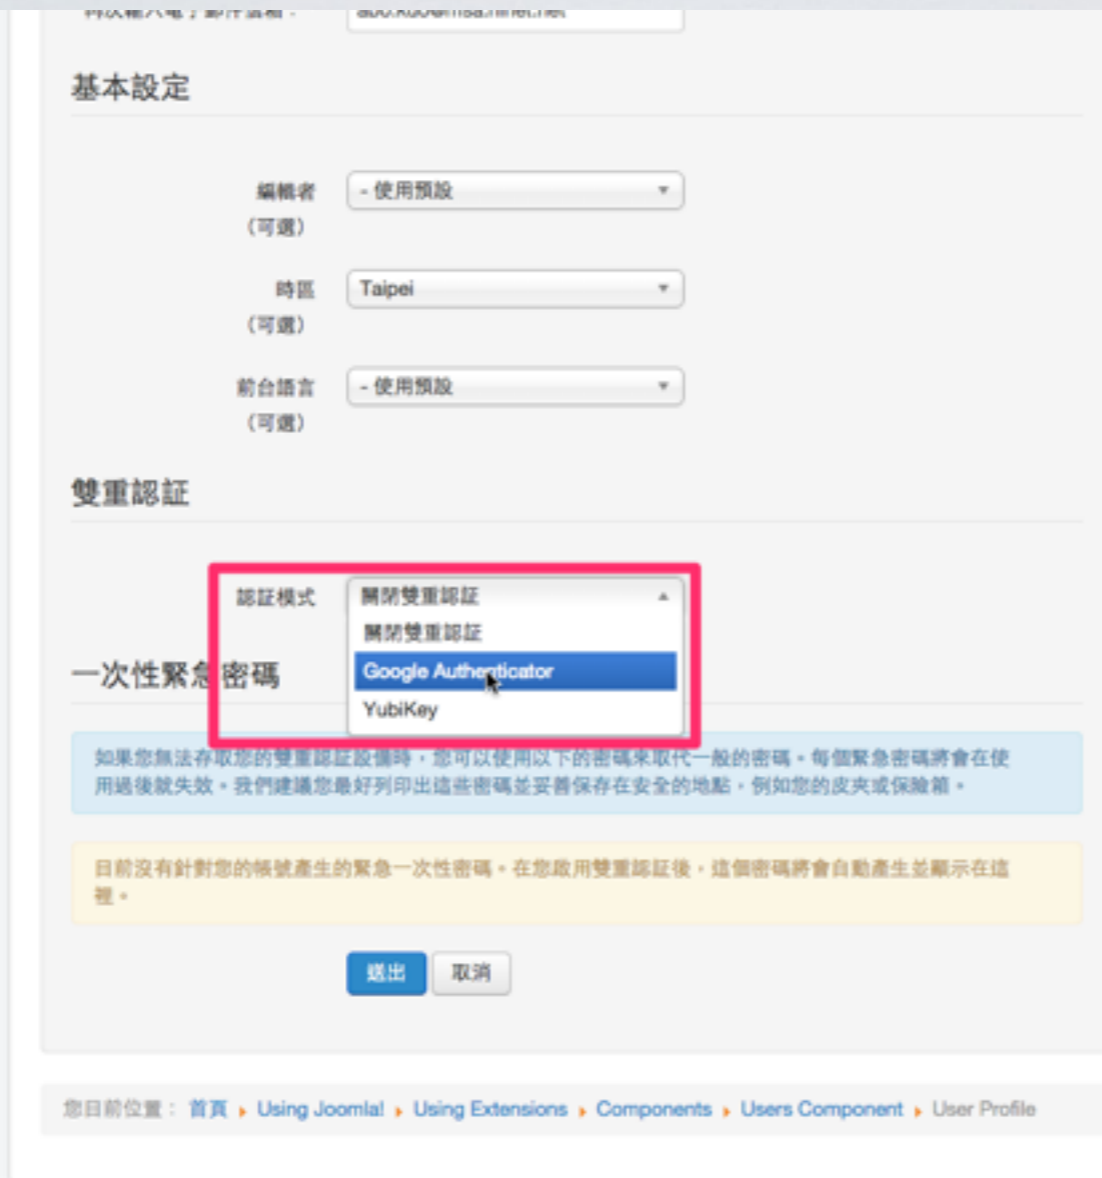 基本設定
編輯者 - 使用預設
(可選)
時區 Taipei
(可選)
前台語言 - 使用預設
(可選)
雙重認証
認証模式 關閉雙重認証
關閉雙重認証
Google Authenticator
YubiKey
一次性緊急密碼
如果您無法存取您的雙重認証設備時，您可以使用以下的密碼來取代一般的密碼。每個緊急密碼將會在使
用過後就失效。我們建議您最好列印出這些密碼並妥善保存在安全的地點，例如您的皮夾或保險箱。
目前沒有針對您的帳號產生的緊急一次性密碼。在您啟用雙重認証後，這個密碼將會自動產生並顯示在這
裡。
送出 取消
您目前位置： 首頁 Using Joomla! Using Extensions Components Users Component User Profile